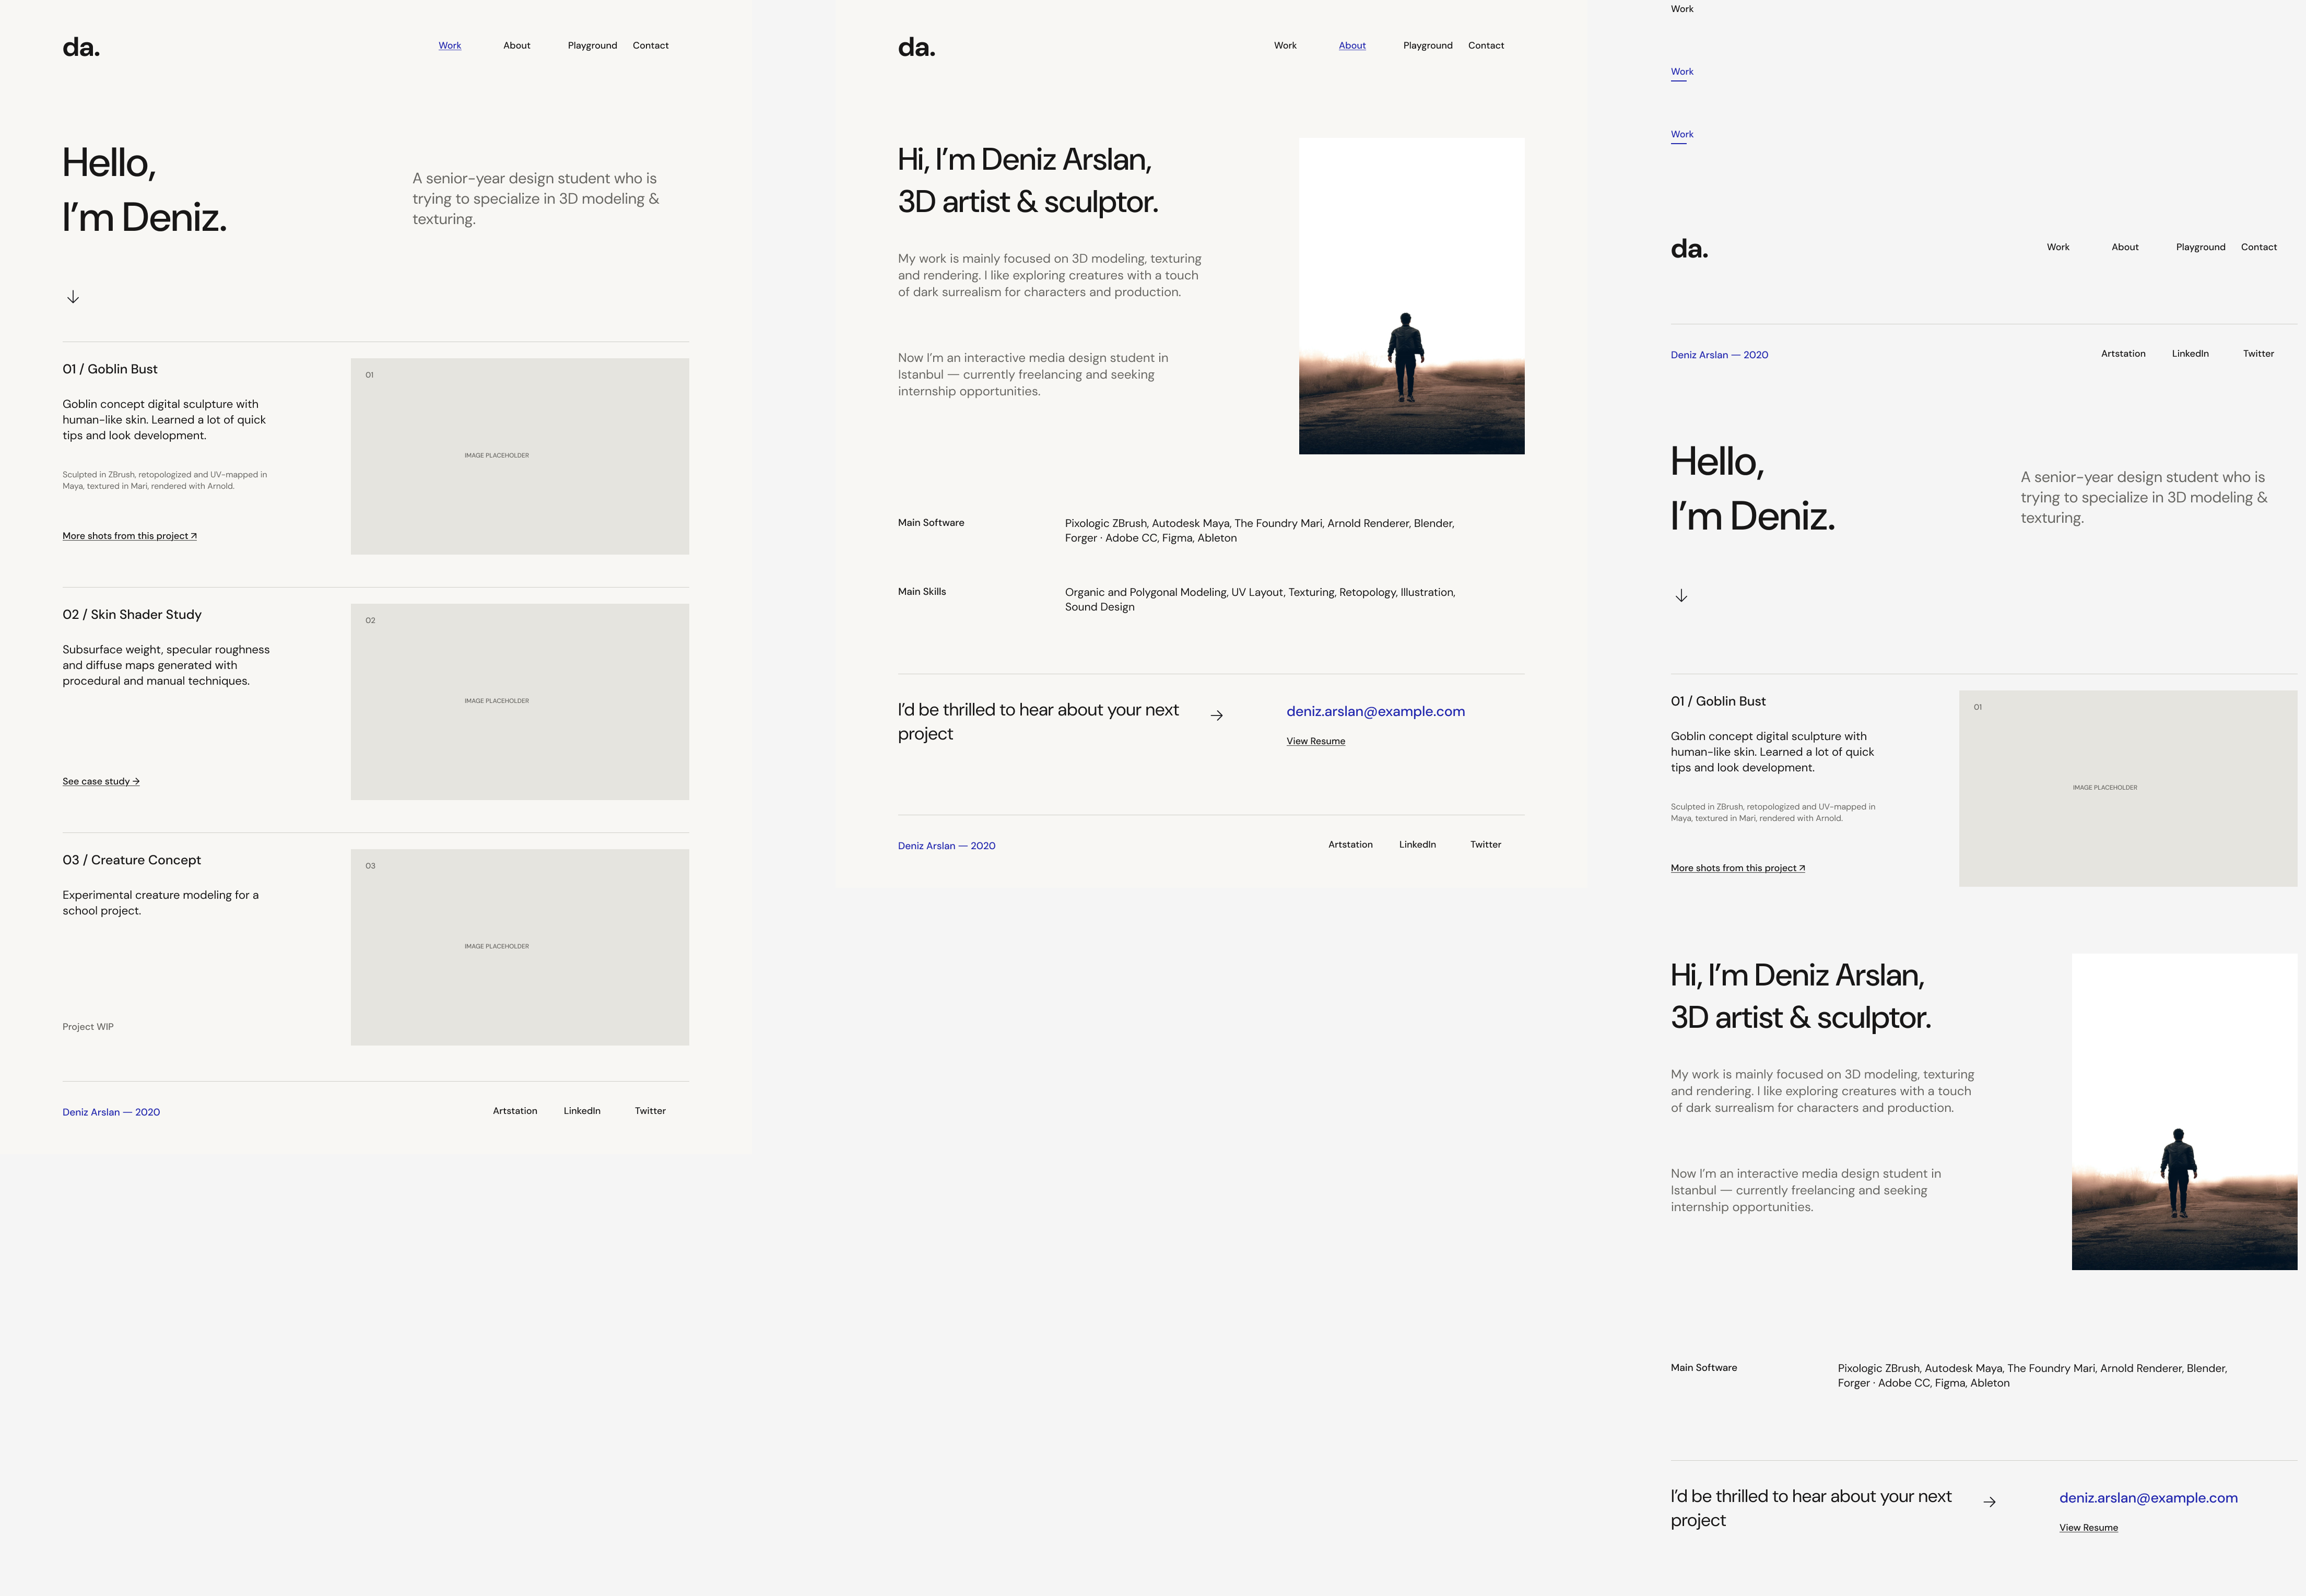 da.
Work About Playground Contact
Hello,
I’m Deniz.
A senior-year design student who is
trying to specialize in 3D modeling &
texturing.
01 / Goblin Bust
Goblin concept digital sculpture with
human-like skin. Learned a lot of quick
tips and look development.
Sculpted in ZBrush, retopologized and UV-mapped in
Maya, textured in Mari, rendered with Arnold.
More shots from this project ↗
01
IMAGE PLACEHOLDER
02 / Skin Shader Study
Subsurface weight, specular roughness
and diffuse maps generated with
procedural and manual techniques.
See case study →
02
IMAGE PLACEHOLDER
03 / Creature Concept
Experimental creature modeling for a
school project.
Project WIP
03
IMAGE PLACEHOLDER
Deniz Arslan — 2020
Artstation LinkedIn Twitter
da.
Work About Playground Contact
Hi, I’m Deniz Arslan,
3D artist & sculptor.
My work is mainly focused on 3D modeling, texturing
and rendering. I like exploring creatures with a touch
of dark surrealism for characters and production.
Now I’m an interactive media design student in
Istanbul — currently freelancing and seeking
internship opportunities.
Main Software
Pixologic ZBrush, Autodesk Maya, The Foundry Mari, Arnold Renderer, Blender,
Forger · Adobe CC, Figma, Ableton
Main Skills
Organic and Polygonal Modeling, UV Layout, Texturing, Retopology, Illustration,
Sound Design
I’d be thrilled to hear about your next
project
→
deniz.arslan@example.com
View Resume
Deniz Arslan — 2020
Artstation LinkedIn Twitter
Work
Work
Work
da.
Work About Playground Contact
Deniz Arslan — 2020
Artstation LinkedIn Twitter
Hello,
I’m Deniz.
A senior-year design student who is
trying to specialize in 3D modeling &
texturing.
01 / Goblin Bust
Goblin concept digital sculpture with
human-like skin. Learned a lot of quick
tips and look development.
Sculpted in ZBrush, retopologized and UV-mapped in
Maya, textured in Mari, rendered with Arnold.
More shots from this project ↗
01
IMAGE PLACEHOLDER
Hi, I’m Deniz Arslan,
3D artist & sculptor.
My work is mainly focused on 3D modeling, texturing
and rendering. I like exploring creatures with a touch
of dark surrealism for characters and production.
Now I’m an interactive media design student in
Istanbul — currently freelancing and seeking
internship opportunities.
Main Software
Pixologic ZBrush, Autodesk Maya, The Foundry Mari, Arnold Renderer, Blender,
Forger · Adobe CC, Figma, Ableton
I’d be thrilled to hear about your next
project
→
deniz.arslan@example.com
View Resume